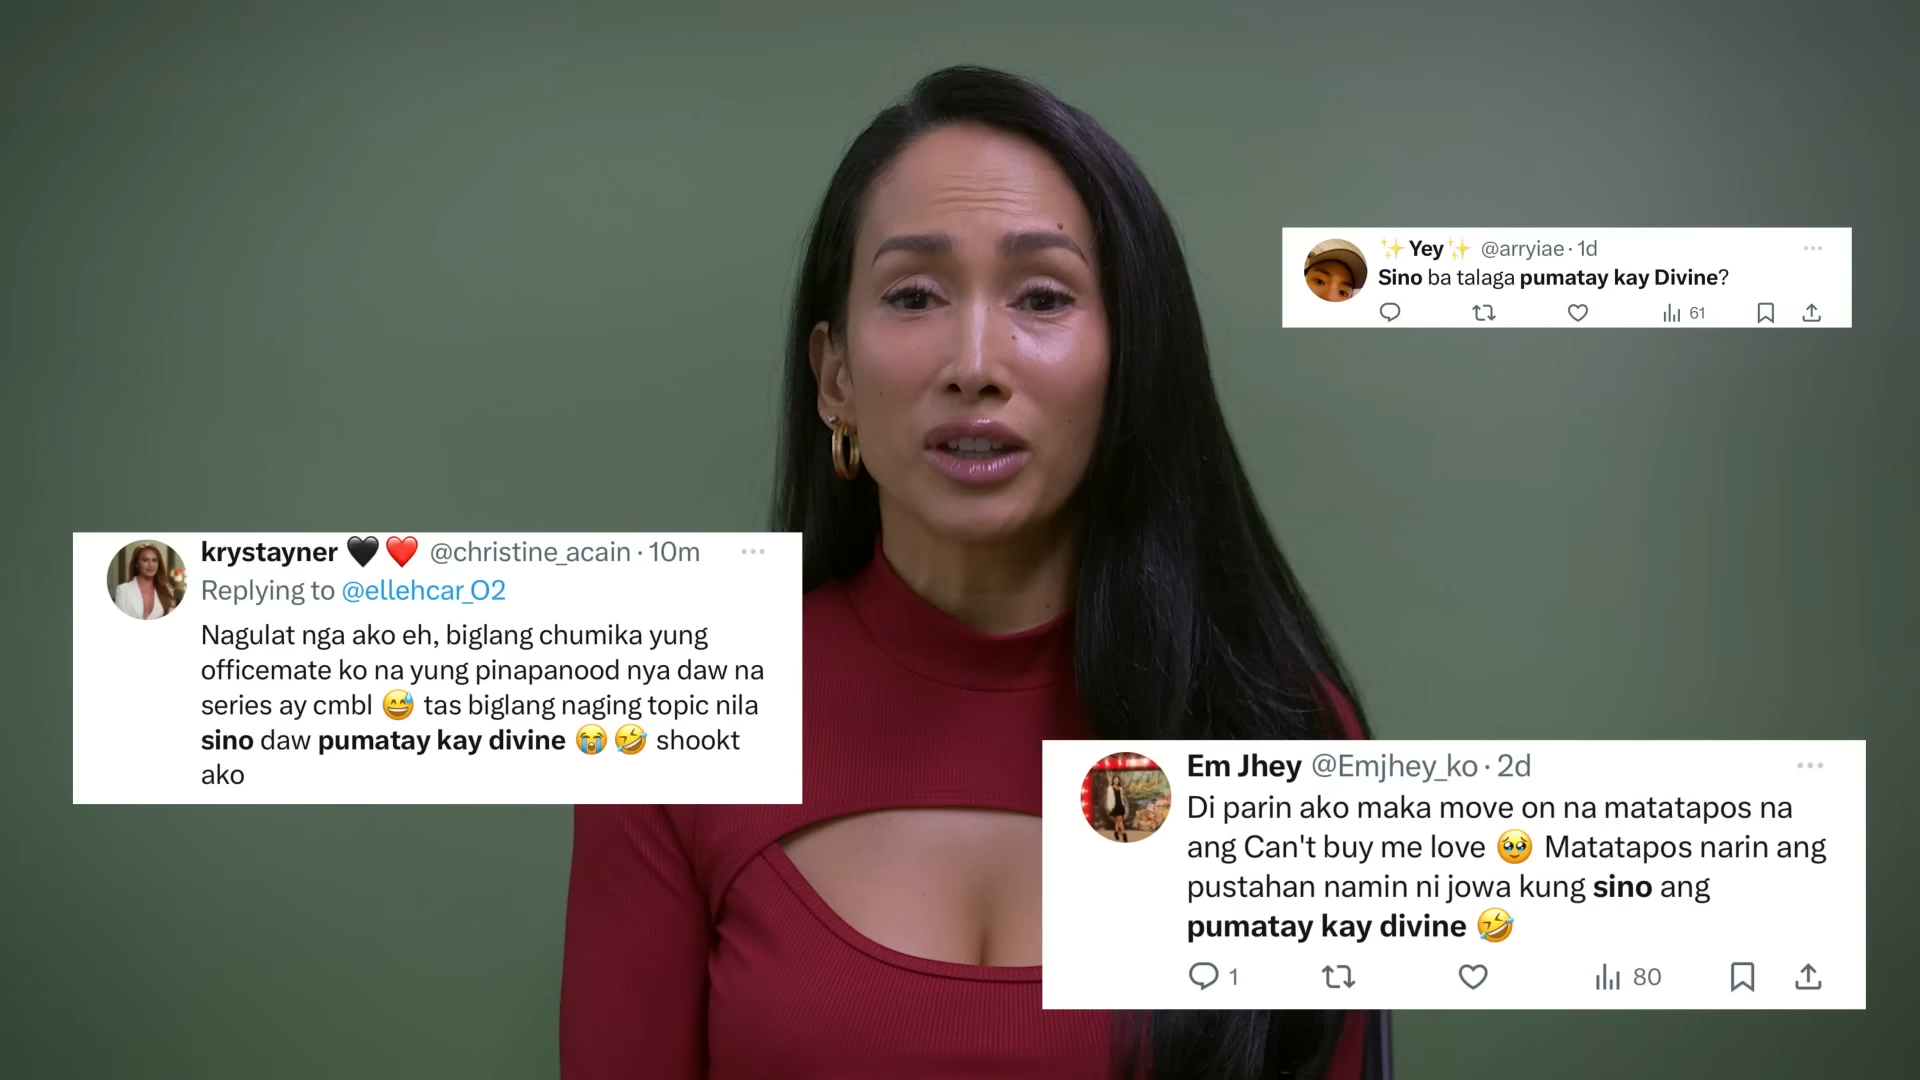 ✨Yey✨ @arryiae · 1d
Sino ba talaga pumatay kay Divine?
61
krystayner 🖤❤️ @christine_acain · 10m
Replying to @ellehcar_02
Nagulat nga ako eh, biglang chumika yung
officemate ko na yung pinapanood nya daw na
series ay cmbl 😅 tas biglang naging topic nila
sino daw pumatay kay divine 😭🤣 shookt
ako
Em Jhey @Emjhey_ko · 2d
Di parin ako maka move on na matatapos na
ang Can't buy me love 🥹 Matatapos narin ang
pustahan namin ni jowa kung sino ang
pumatay kay divine 🤣
1 80